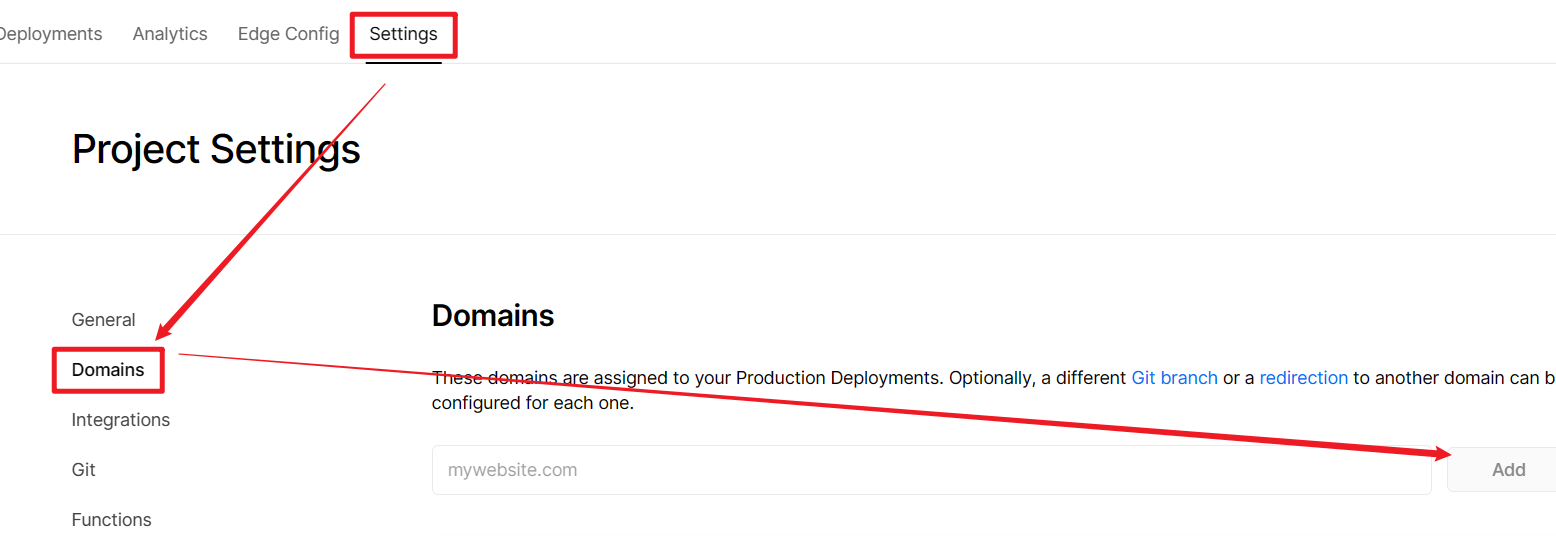 Deployments Analytics Edge Config Settings
Project Settings
General
Domains
Integrations
Git
Functions
Domains
These domains are assigned to your Production Deployments. Optionally, a different Git branch or a redirection to another domain can b
configured for each one.
mywebsite.com
Add